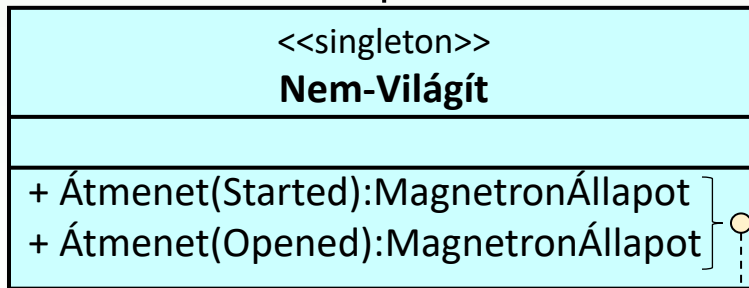 <<singleton>>
Nem-Világít
+ Átmenet(Started):MagnetronÁllapot
+ Átmenet(Opened):MagnetronÁllapot